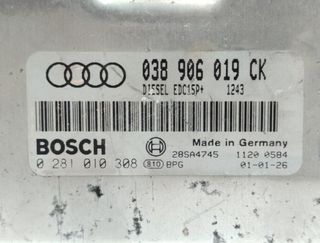 038 906 019 CK
DIESEL EDC15P+ 1243
BOSCH
Made in Germany
28SA4745 1120 0584
0 281 010 308 S10 BPG 01-01-26